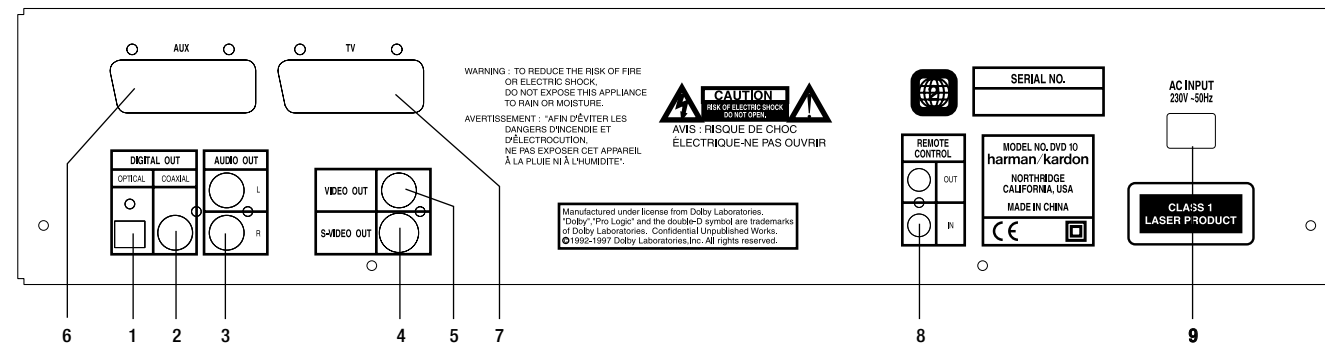 AUX
TV
WARNING : TO REDUCE THE RISK OF FIRE
OR ELECTRIC SHOCK,
DO NOT EXPOSE THIS APPLIANCE
TO RAIN OR MOISTURE.
AVERTISSEMENT : "AFIN D'ÉVITER LES
DANGERS D'INCENDIE ET
D'ÉLECTROCUTION,
NE PAS EXPOSER CET APPAREIL
À LA PLUIE NI À L'HUMIDITE".
CAUTION
RISK OF ELECTRIC SHOCK
DO NOT OPEN.
AVIS : RISQUE DE CHOC
ÉLECTRIQUE-NE PAS OUVRIR
SERIAL NO.
AC INPUT
230V ~50Hz
DIGITAL OUT
OPTICAL
COAXIAL
AUDIO OUT
L
R
VIDEO OUT
S-VIDEO OUT
Manufactured under license from Dolby Laboratories.
"Dolby","Pro Logic" and the double-D symbol are trademarks
of Dolby Laboratories. Confidential Unpublished Works.
©1992-1997 Dolby Laboratories,Inc. All rights reserved.
REMOTE
CONTROL
OUT
IN
MODEL NO. DVD 10
harman/kardon
NORTHRIDGE
CALIFORNIA, USA
MADE IN CHINA
CE
CLASS 1
LASER PRODUCT
6 1 2 3 4 5 7 8 9